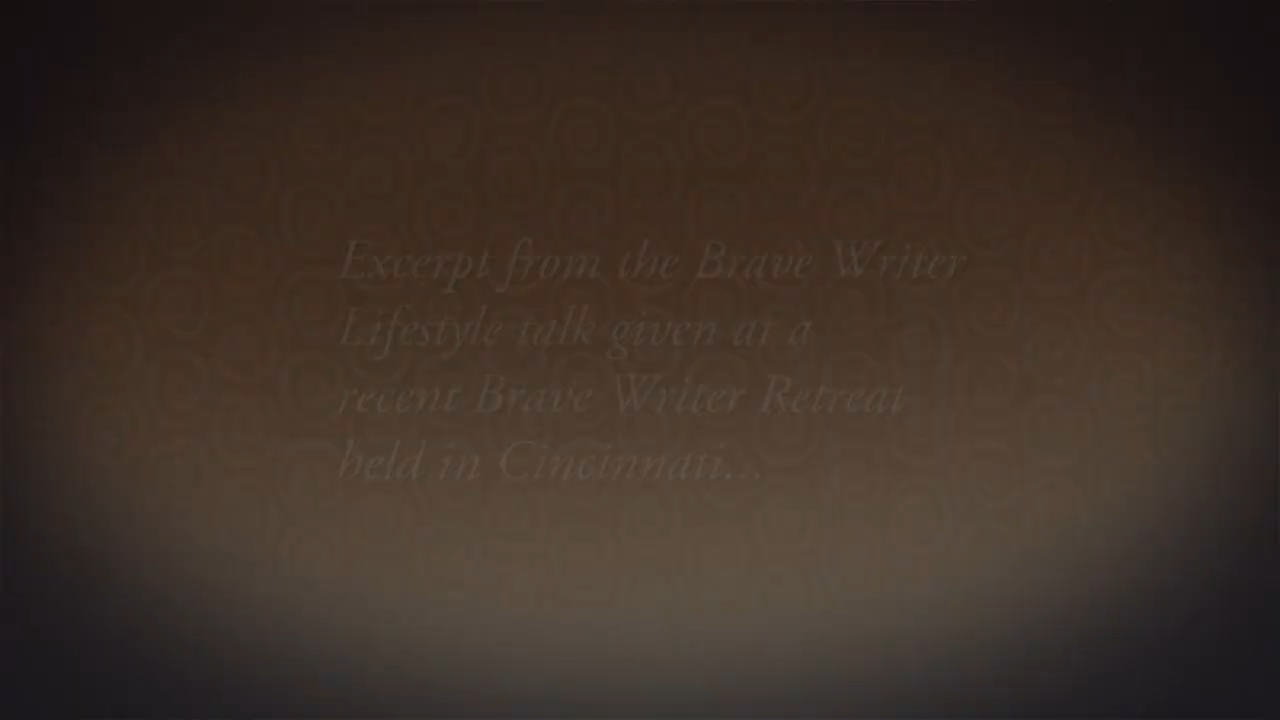 Excerpt from the Brave Writer
Lifestyle talk given at a
recent Brave Writer Retreat
held in Cincinnati...